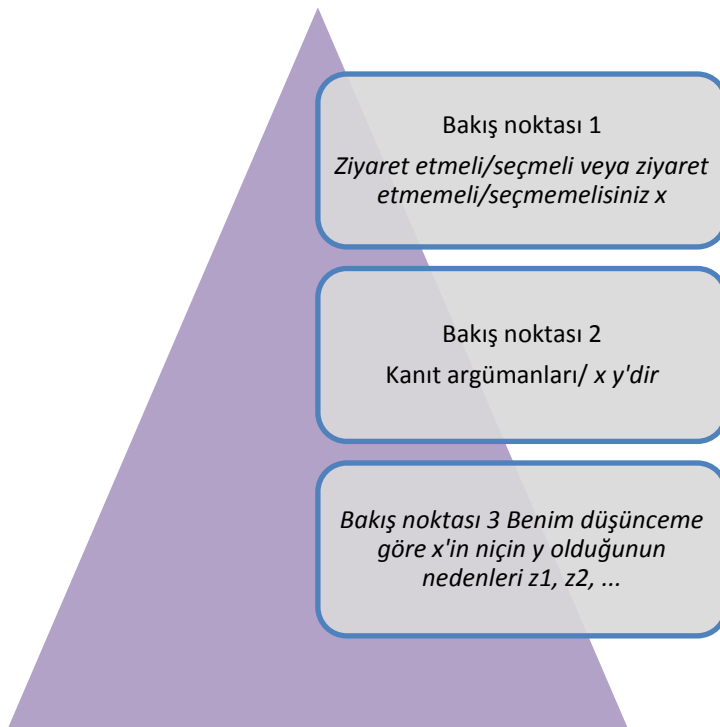 Bakış noktası 1
Ziyaret etmeli/seçmeli veya ziyaret
etmemeli/seçmemelisiniz x
Bakış noktası 2
Kanıt argümanları/ x y'dir
Bakış noktası 3 Benim düşünceme
göre x'in niçin y olduğunun
nedenleri z1, z2, ...